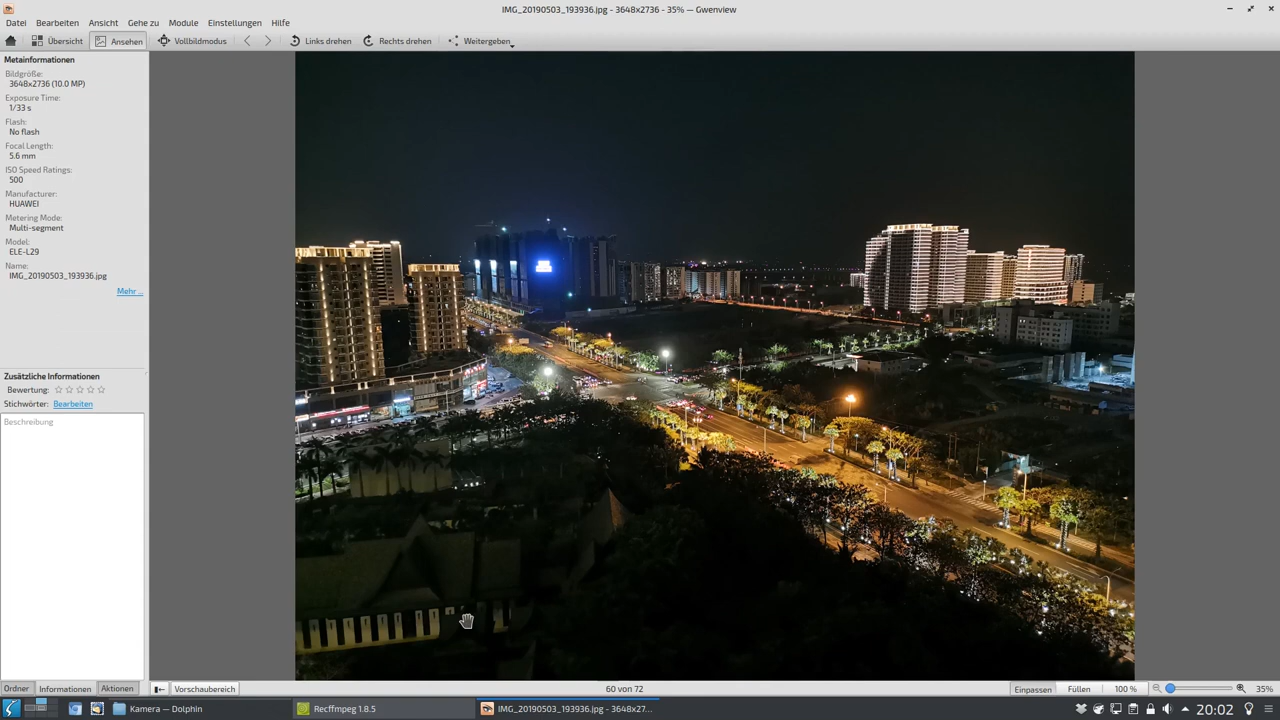 IMG_20190503_193936.jpg - 3648x2736 - 35% — Gwenview
Datei Bearbeiten Ansicht Gehe zu Module Einstellungen Hilfe
Übersicht Ansehen Vollbildmodus Links drehen Rechts drehen Weitergeben
Metainformationen
Bildgröße:
3648x2736 (10.0 MP)
Exposure Time:
1/33 s
Flash:
No flash
Focal Length:
5.6 mm
ISO Speed Ratings:
500
Manufacturer:
HUAWEI
Metering Mode:
Multi-segment
Model:
ELE-L29
Name:
IMG_20190503_193936.jpg
Mehr ...
Zusätzliche Informationen
Bewertung:
Stichwörter: Bearbeiten
Beschreibung
Ordner Informationen Aktionen Vorschaubereich 60 von 72 Einpassen Füllen 100 % 35%
Kamera — Dolphin Recffmpeg 1.8.5 IMG_20190503_193936.jpg - 3648x27... 20:02